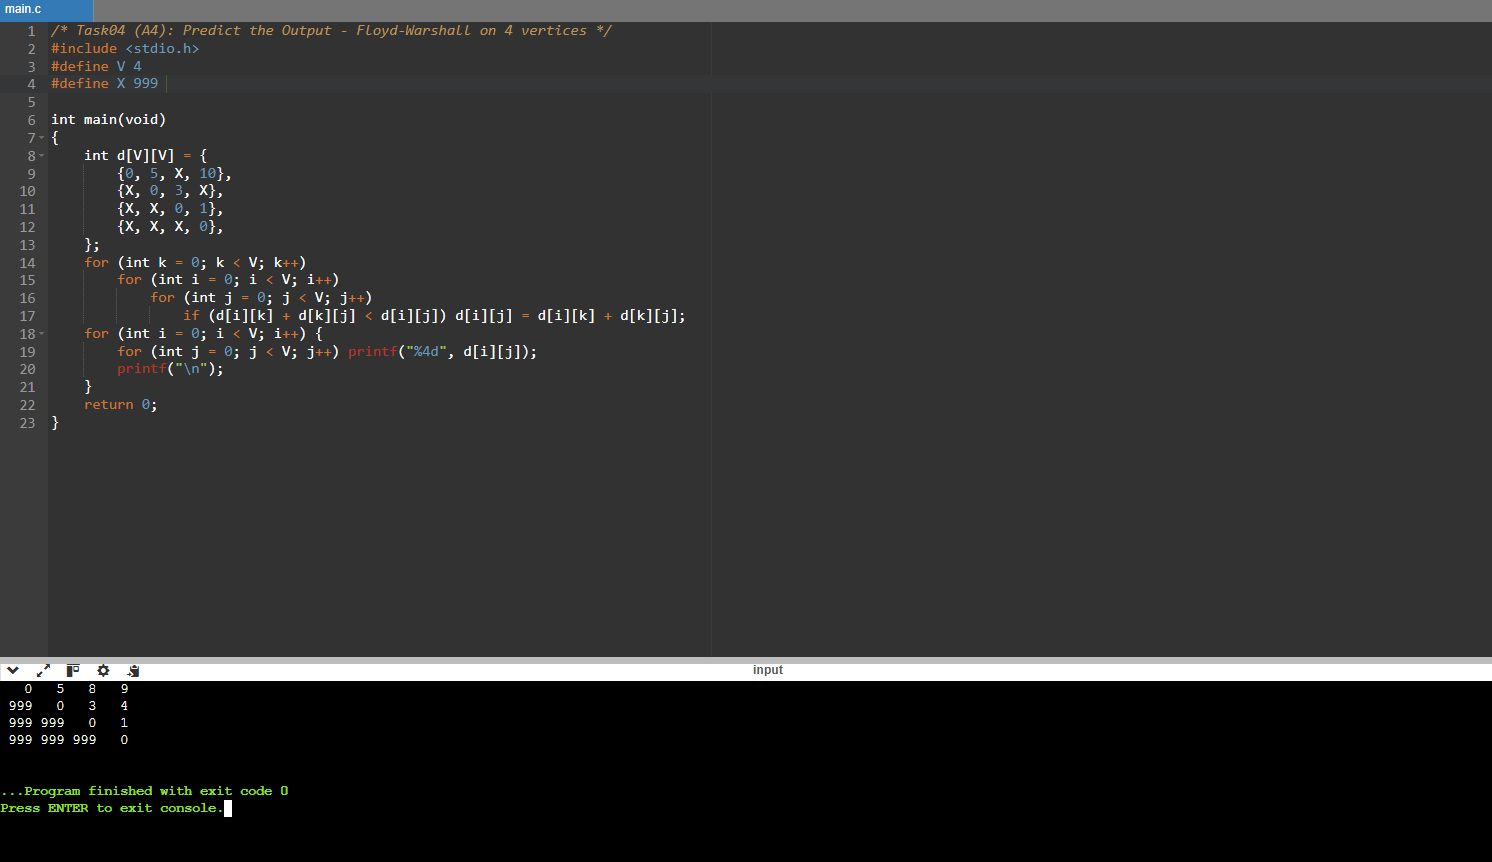 main.c
1 /* Task04 (A4): Predict the Output - Floyd-Warshall on 4 vertices */
2 #include <stdio.h>
3 #define V 4
4 #define X 999
5
6 int main(void)
7 {
8     int d[V][V] = {
9         {0, 5, X, 10},
10         {X, 0, 3, X},
11         {X, X, 0, 1},
12         {X, X, X, 0},
13     };
14     for (int k = 0; k < V; k++)
15         for (int i = 0; i < V; i++)
16             for (int j = 0; j < V; j++)
17                 if (d[i][k] + d[k][j] < d[i][j]) d[i][j] = d[i][k] + d[k][j];
18     for (int i = 0; i < V; i++) {
19         for (int j = 0; j < V; j++) printf("%4d", d[i][j]);
20         printf("\n");
21     }
22     return 0;
23 }
input
   0   5   8   9
 999   0   3   4
 999 999   0   1
 999 999 999   0
...Program finished with exit code 0
Press ENTER to exit console.